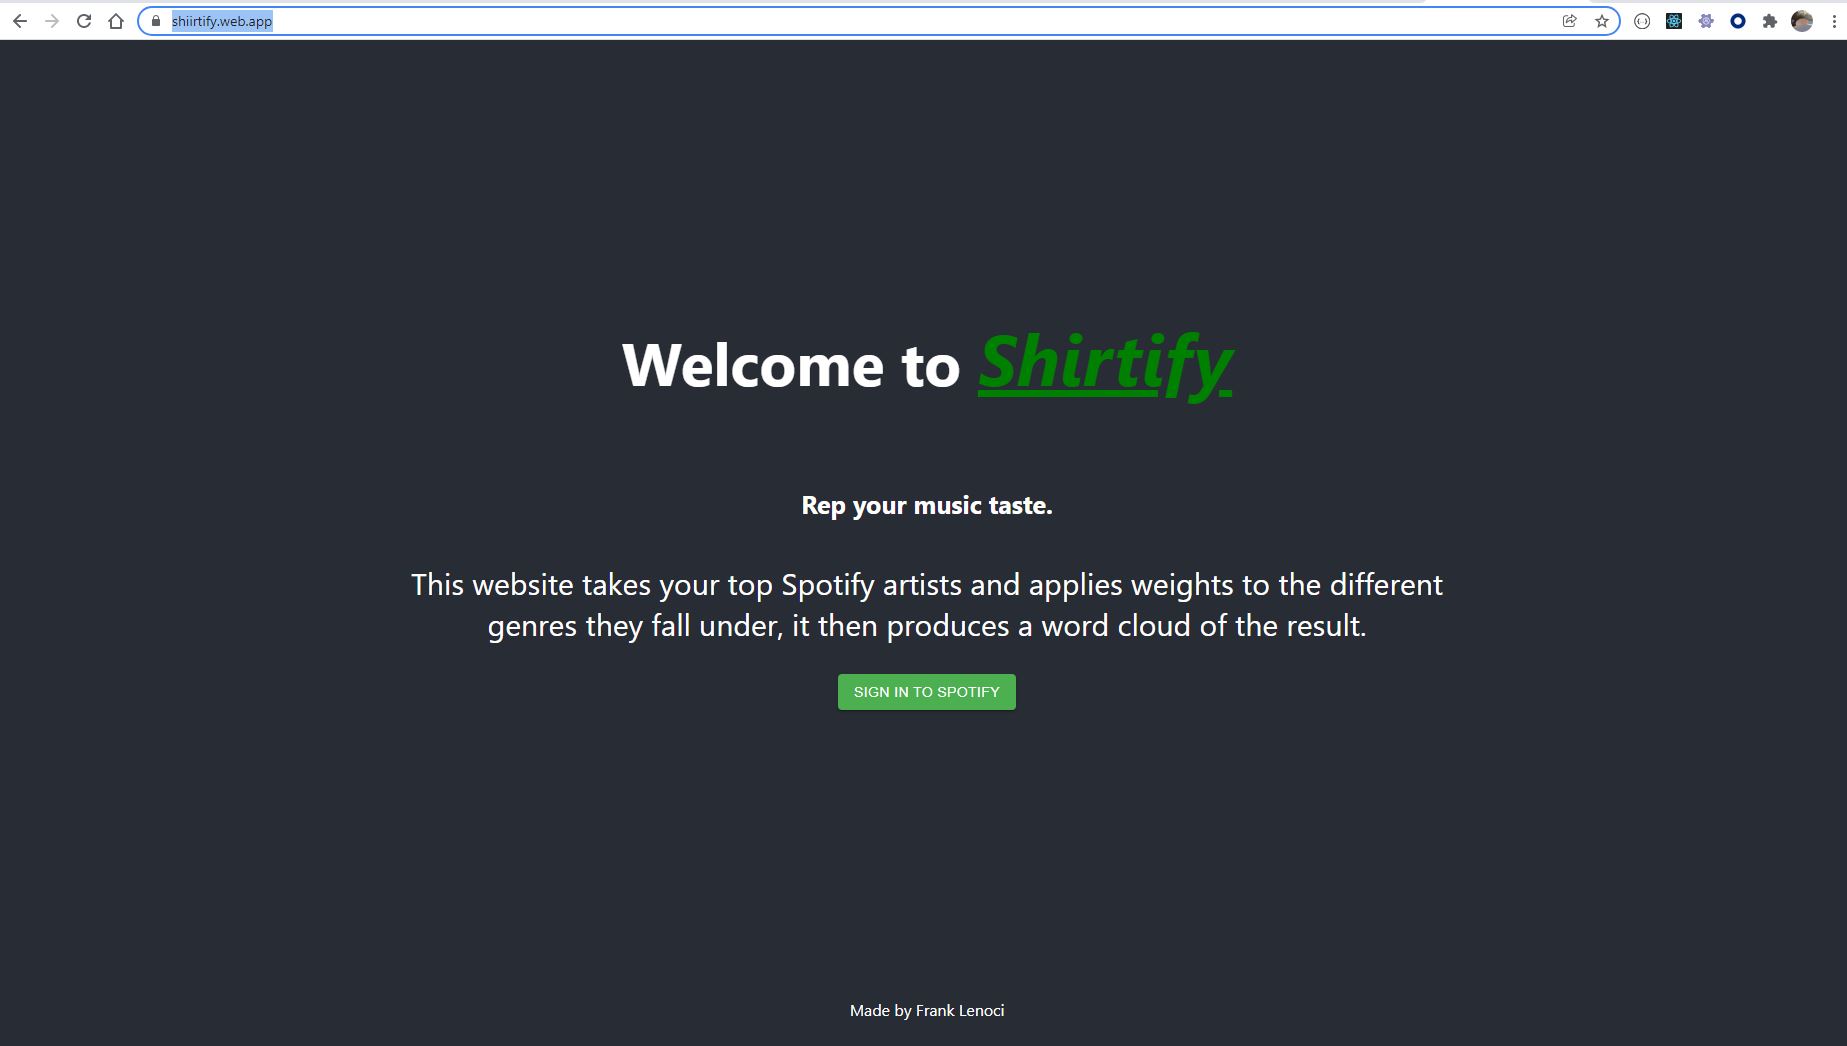 shiirtify.web.app
Welcome to Shirtify
Rep your music taste.
This website takes your top Spotify artists and applies weights to the different
genres they fall under, it then produces a word cloud of the result.
SIGN IN TO SPOTIFY
Made by Frank Lenoci